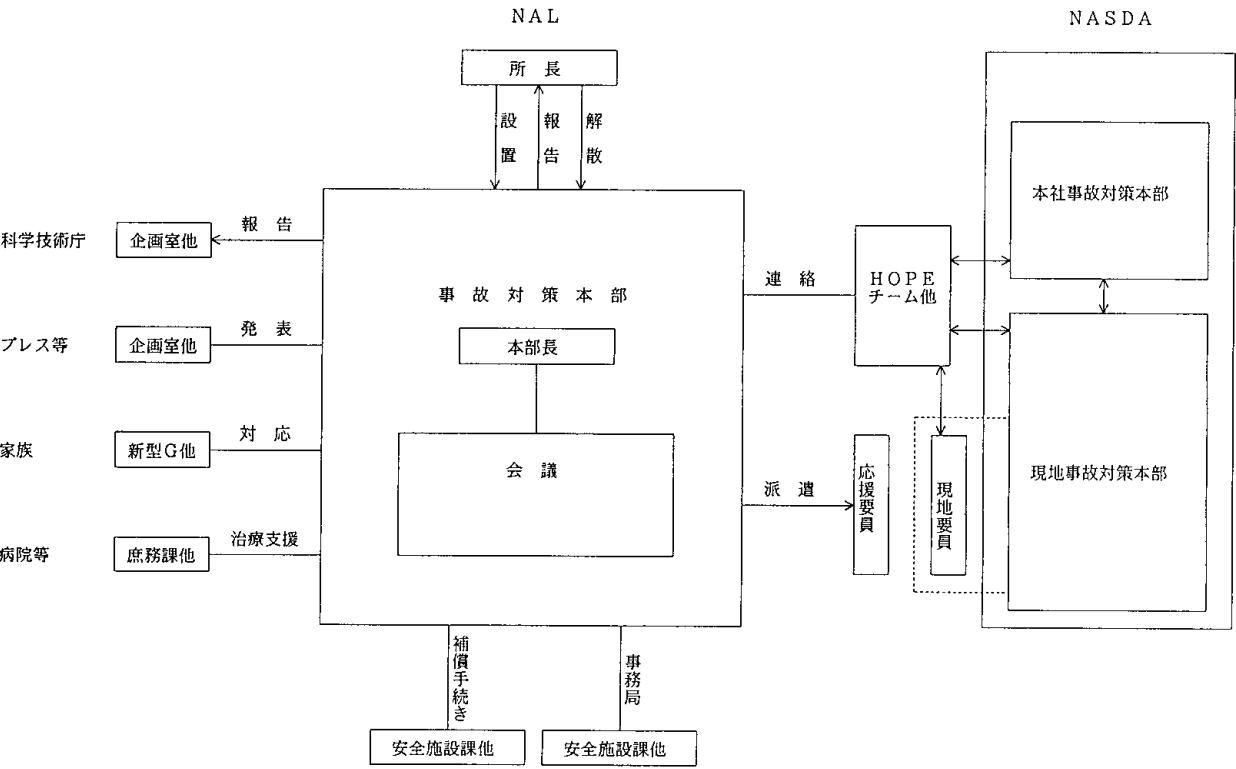 NAL
NASDA
所 長
設置
報告
解散
本社事故対策本部
科学技術庁
企画室他
報 告
HOPE
チーム他
連 絡
事 故 対 策 本 部
プレス等
企画室他
発 表
本部長
家族
新型G他
対 応
会 議
現地事故対策本部
派 遣
応援要員
現地要員
病院等
庶務課他
治療支援
補償手続き
事務局
安全施設課他
安全施設課他